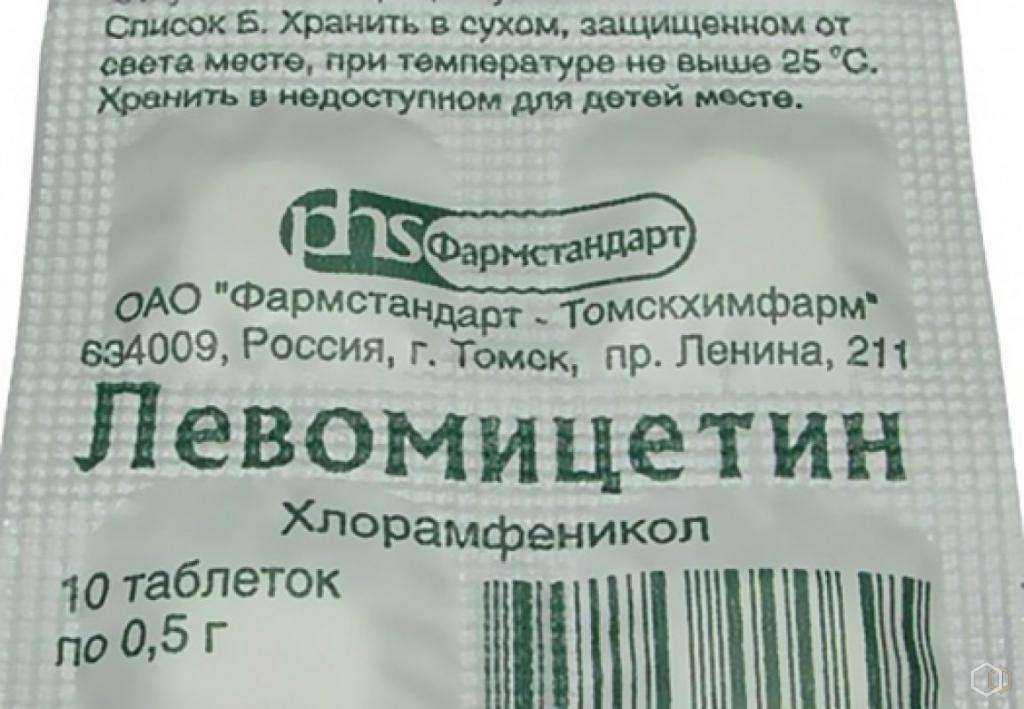 Список Б. Хранить в сухом, защищенном от
света месте, при температуре не выше 25 °С.
Хранить в недоступном для детей месте.
phs Фармстандарт
ОАО "Фармстандарт - Томскхимфарм"
634009, Россия, г. Томск, пр. Ленина, 211
Левомицетин
Хлорамфеникол
10 таблеток
по 0,5 г